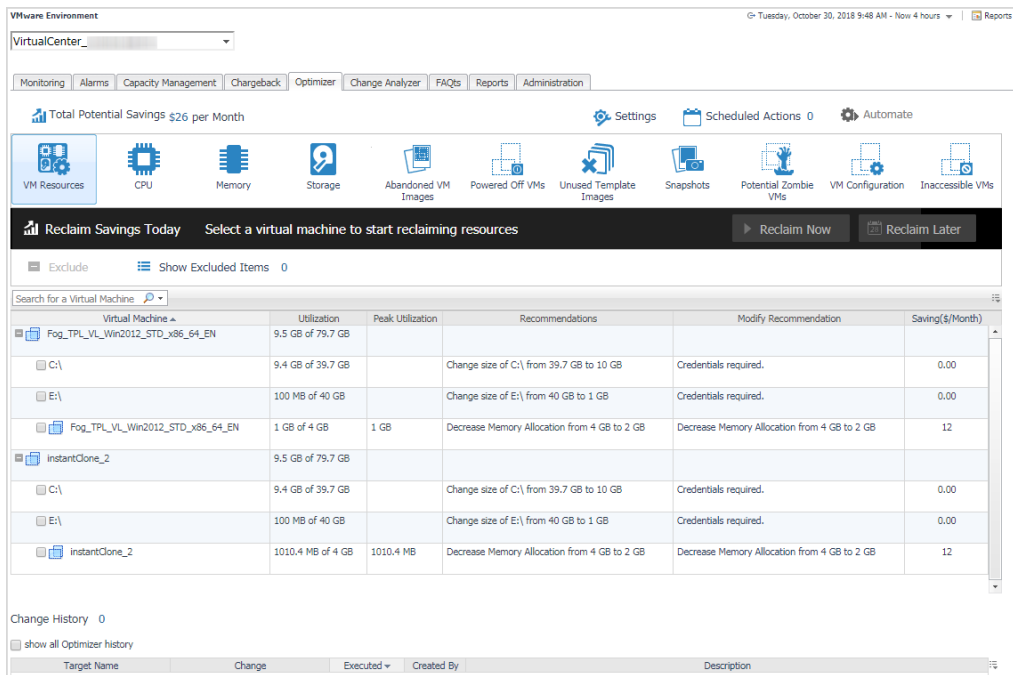 VMware Environment
Tuesday, October 30, 2018 9:48 AM - Now 4 hours | Reports
VirtualCenter_
Monitoring Alarms Capacity Management Chargeback Optimizer Change Analyzer FAQts Reports Administration
Total Potential Savings $26 per Month Settings Scheduled Actions 0 Automate
VM Resources CPU Memory Storage Abandoned VM Images Powered Off VMs Unused Template Images Snapshots Potential Zombie VMs VM Configuration Inaccessible VMs
Reclaim Savings Today Select a virtual machine to start reclaiming resources Reclaim Now Reclaim Later
Exclude Show Excluded Items 0
Search for a Virtual Machine
Virtual Machine Utilization Peak Utilization Recommendations Modify Recommendation Saving($/Month)
Fog_TPL_VL_Win2012_STD_x86_64_EN 9.5 GB of 79.7 GB
C:\ 9.4 GB of 39.7 GB Change size of C:\ from 39.7 GB to 10 GB Credentials required. 0.00
E:\ 100 MB of 40 GB Change size of E:\ from 40 GB to 1 GB Credentials required. 0.00
Fog_TPL_VL_Win2012_STD_x86_64_EN 1 GB of 4 GB 1 GB Decrease Memory Allocation from 4 GB to 2 GB Decrease Memory Allocation from 4 GB to 2 GB 12
instantClone_2 9.5 GB of 79.7 GB
C:\ 9.4 GB of 39.7 GB Change size of C:\ from 39.7 GB to 10 GB Credentials required. 0.00
E:\ 100 MB of 40 GB Change size of E:\ from 40 GB to 1 GB Credentials required. 0.00
instantClone_2 1010.4 MB of 4 GB 1010.4 MB Decrease Memory Allocation from 4 GB to 2 GB Decrease Memory Allocation from 4 GB to 2 GB 12
Change History 0
show all Optimizer history
Target Name Change Executed Created By Description